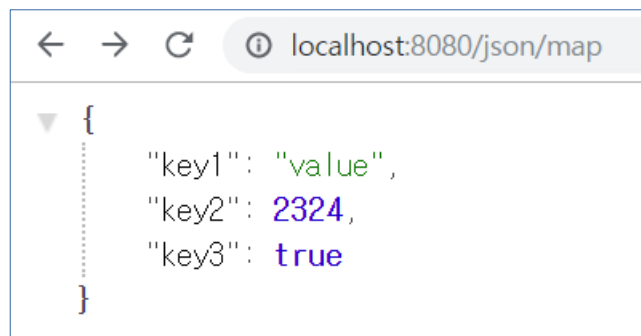 localhost:8080/json/map
{
"key1": "value",
"key2": 2324,
"key3": true
}